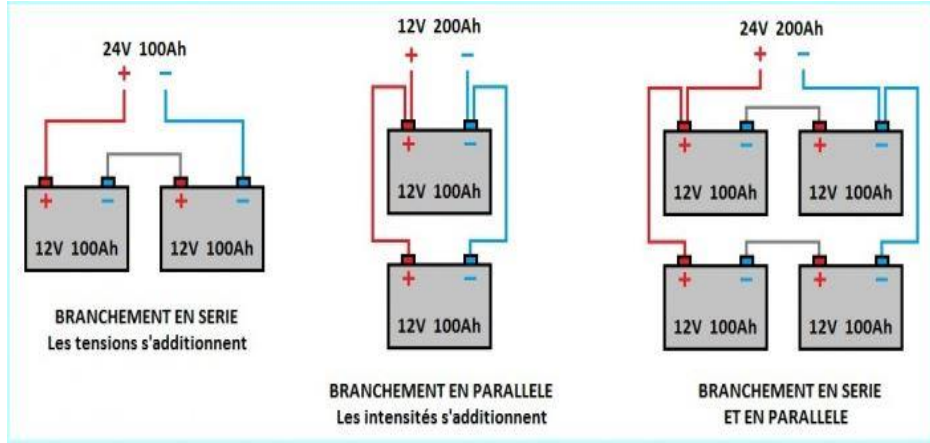 24V 100Ah
+ −
+ − + −
12V 100Ah 12V 100Ah
BRANCHEMENT EN SERIE
Les tensions s'additionnent
12V 200Ah
+ −
+ −
12V 100Ah
+ −
12V 100Ah
BRANCHEMENT EN PARALLELE
Les intensités s'additionnent
24V 200Ah
+ −
+ − + −
12V 100Ah 12V 100Ah
+ − + −
12V 100Ah 12V 100Ah
BRANCHEMENT EN SERIE
ET EN PARALLELE